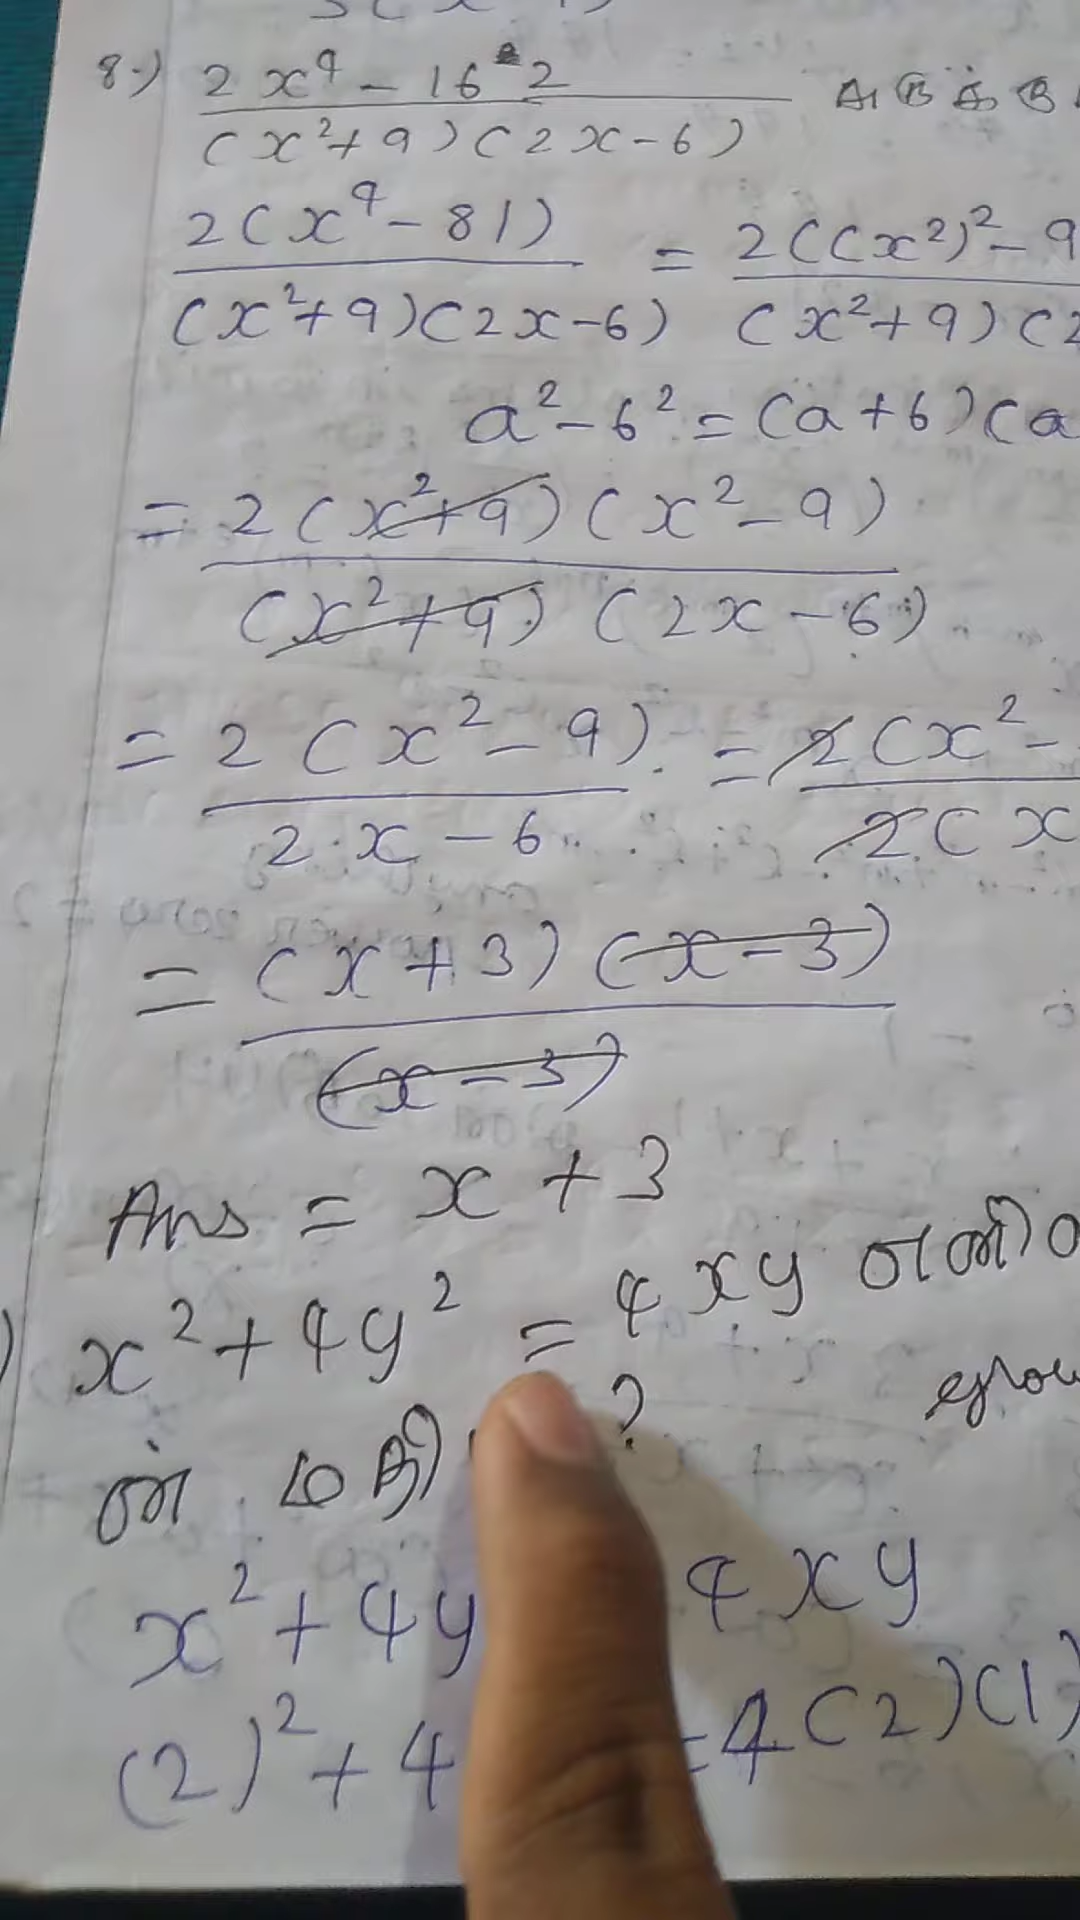 8.) 2x⁴ - 162
(x²+9)(2x-6)
2(x⁴-81) = 2((x²)²-9
(x²+9)(2x-6) (x²+9)(2
a²-b² = (a+b)(a
= 2(x²+9)(x²-9)
(x²+9)(2x-6)
= 2(x²-9) = 2(x²-
2x-6 2(x
= (x+3)(x-3)
(x-3)
Ans = x+3
) x²+4y² = 4xy எனில்
ன் மதி ?
x²+4y 4xy
(2)²+4 =4(2)(1)